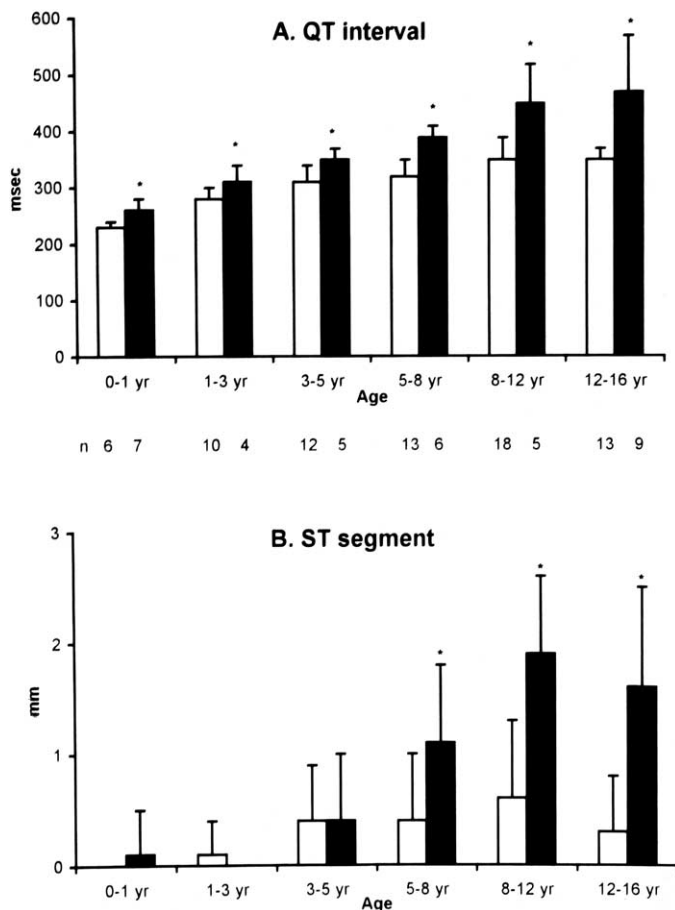 A. QT interval
600
500
400
300
200
100
0
msec
* * * * * *
0-1 yr 1-3 yr 3-5 yr 5-8 yr 8-12 yr 12-16 yr
Age
n 6 7 10 4 12 5 13 6 18 5 13 9
B. ST segment
3
2
1
0
mm
* * *
0-1 yr 1-3 yr 3-5 yr 5-8 yr 8-12 yr 12-16 yr
Age